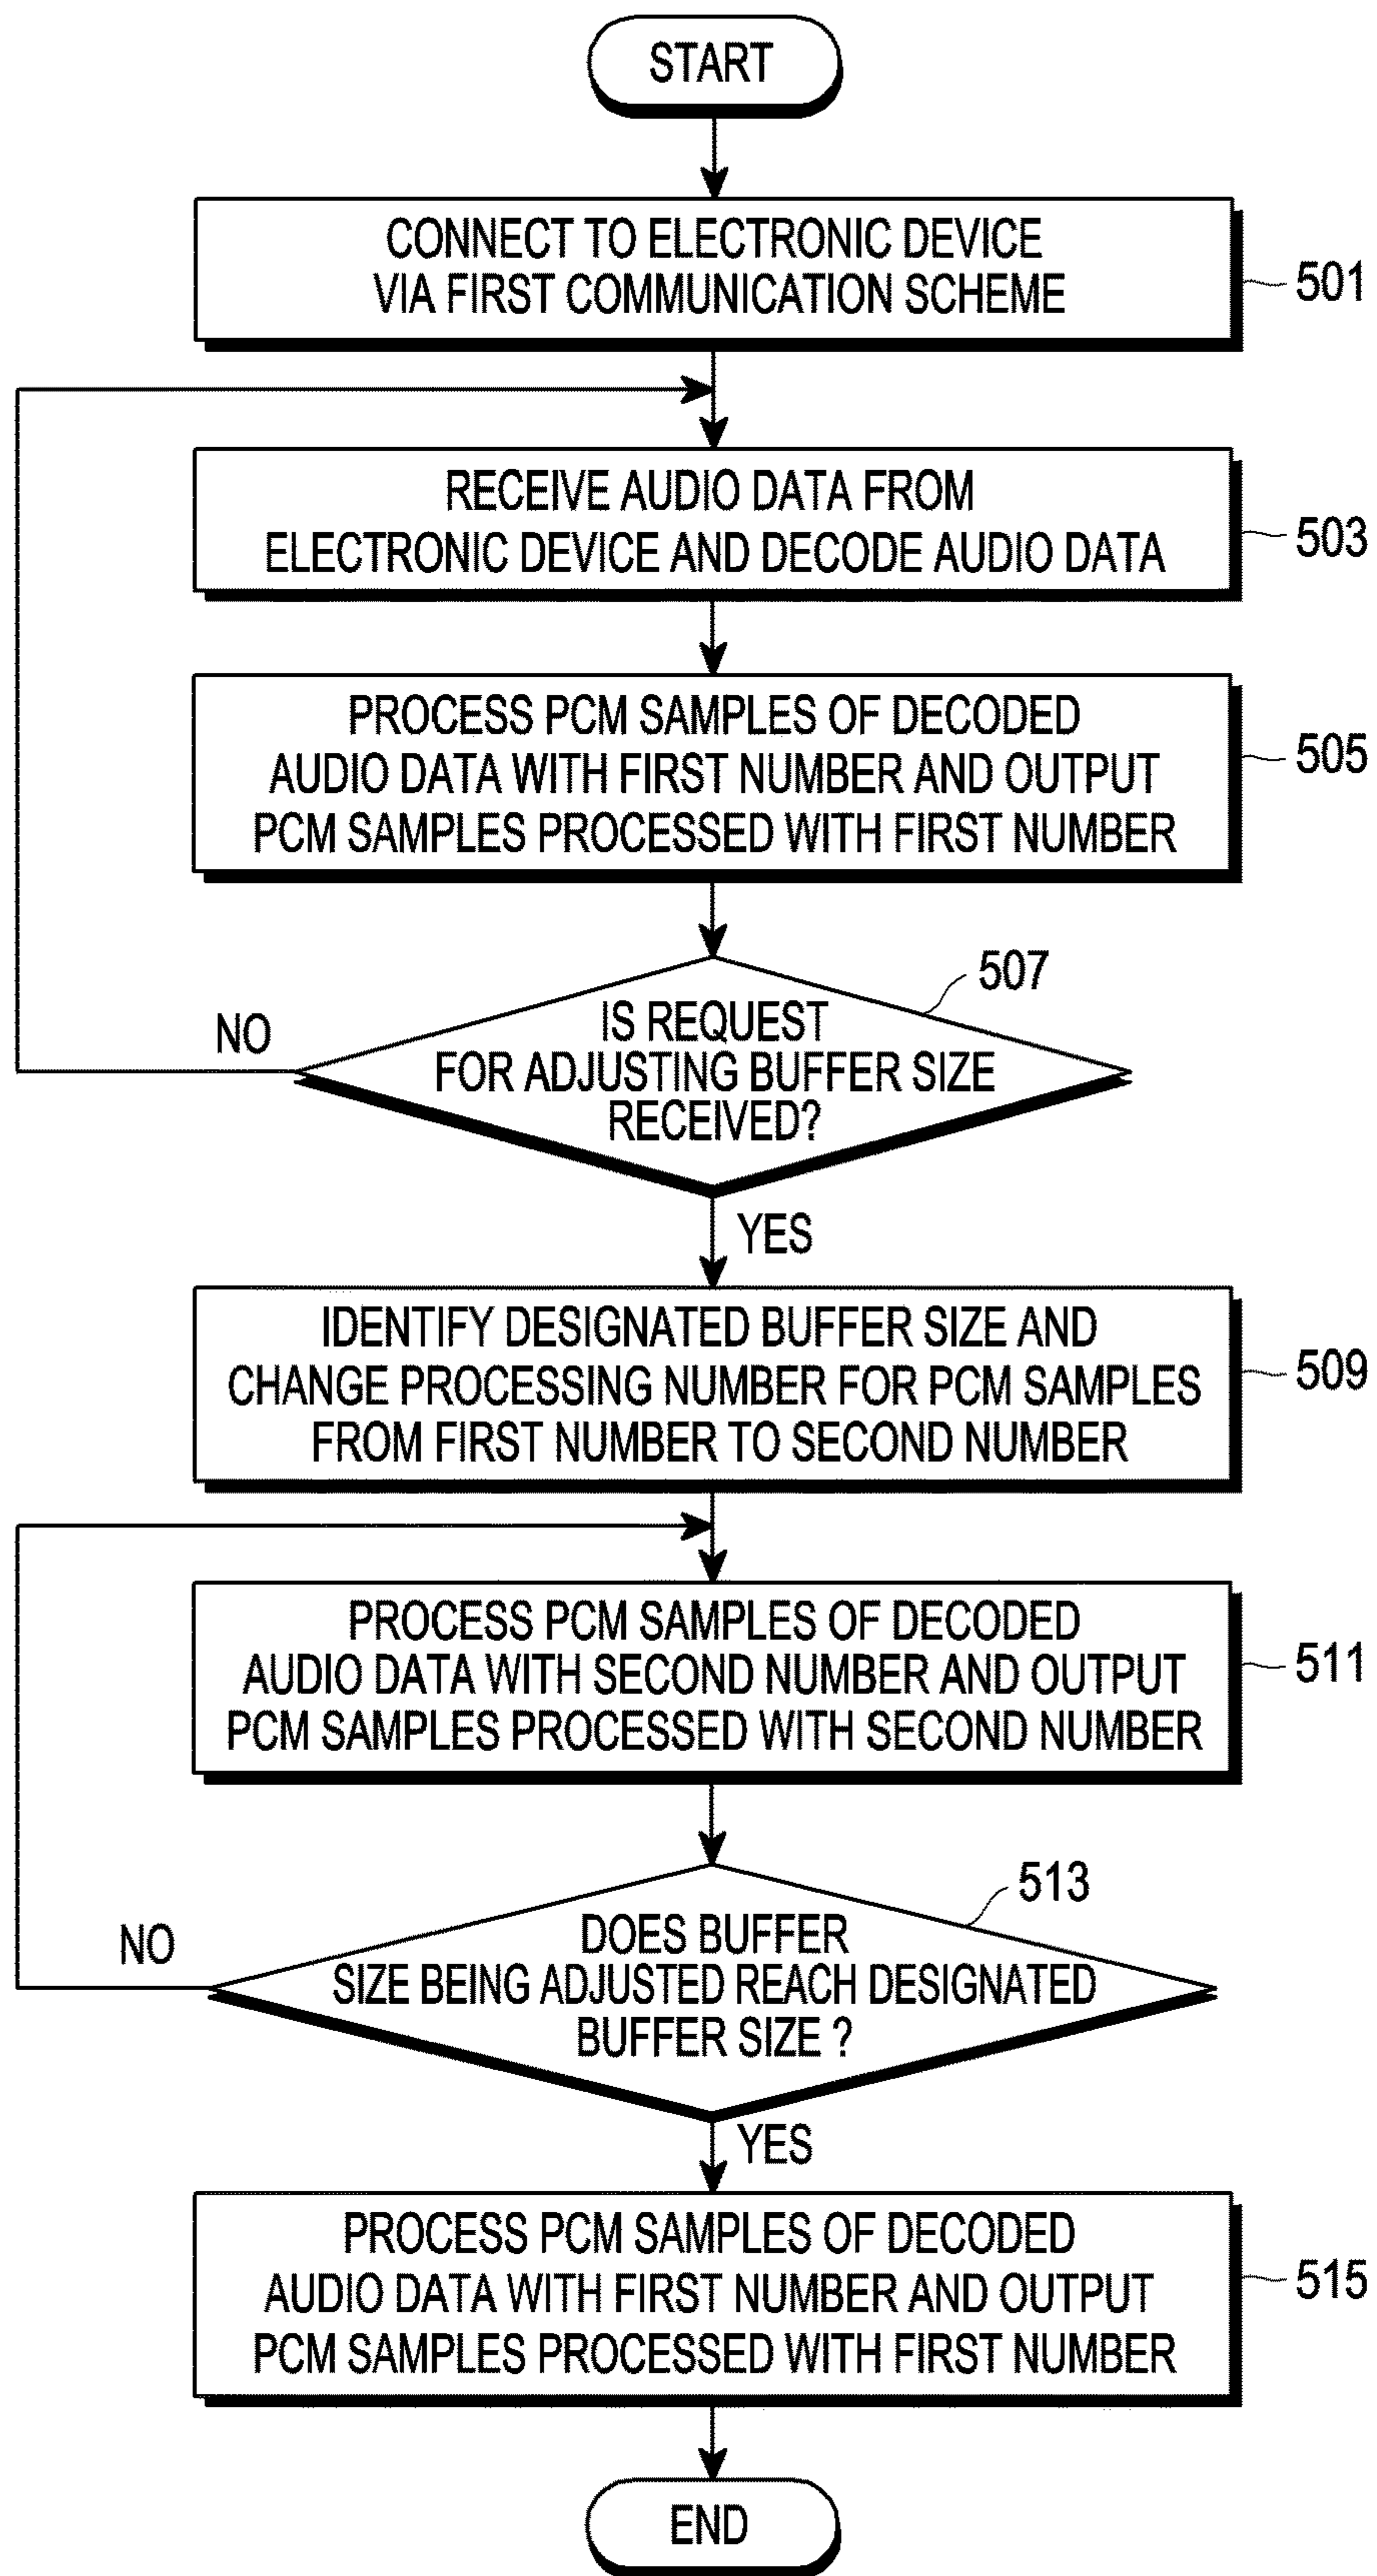 START
CONNECT TO ELECTRONIC DEVICE
VIA FIRST COMMUNICATION SCHEME
501
RECEIVE AUDIO DATA FROM
ELECTRONIC DEVICE AND DECODE AUDIO DATA
503
PROCESS PCM SAMPLES OF DECODED
AUDIO DATA WITH FIRST NUMBER AND OUTPUT
PCM SAMPLES PROCESSED WITH FIRST NUMBER
505
507
IS REQUEST
FOR ADJUSTING BUFFER SIZE
RECEIVED?
NO
YES
IDENTIFY DESIGNATED BUFFER SIZE AND
CHANGE PROCESSING NUMBER FOR PCM SAMPLES
FROM FIRST NUMBER TO SECOND NUMBER
509
PROCESS PCM SAMPLES OF DECODED
AUDIO DATA WITH SECOND NUMBER AND OUTPUT
PCM SAMPLES PROCESSED WITH SECOND NUMBER
511
513
DOES BUFFER
SIZE BEING ADJUSTED REACH DESIGNATED
BUFFER SIZE ?
NO
YES
PROCESS PCM SAMPLES OF DECODED
AUDIO DATA WITH FIRST NUMBER AND OUTPUT
PCM SAMPLES PROCESSED WITH FIRST NUMBER
515
END